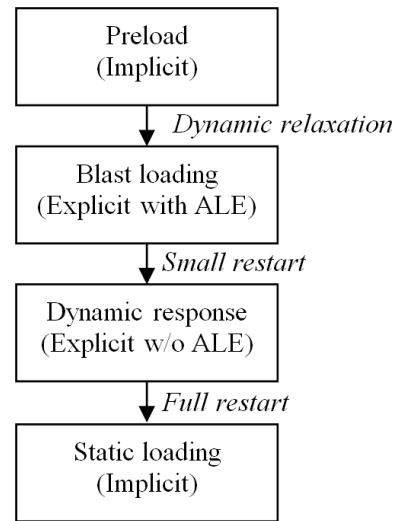 Preload
(Implicit)
Dynamic relaxation
Blast loading
(Explicit with ALE)
Small restart
Dynamic response
(Explicit w/o ALE)
Full restart
Static loading
(Implicit)